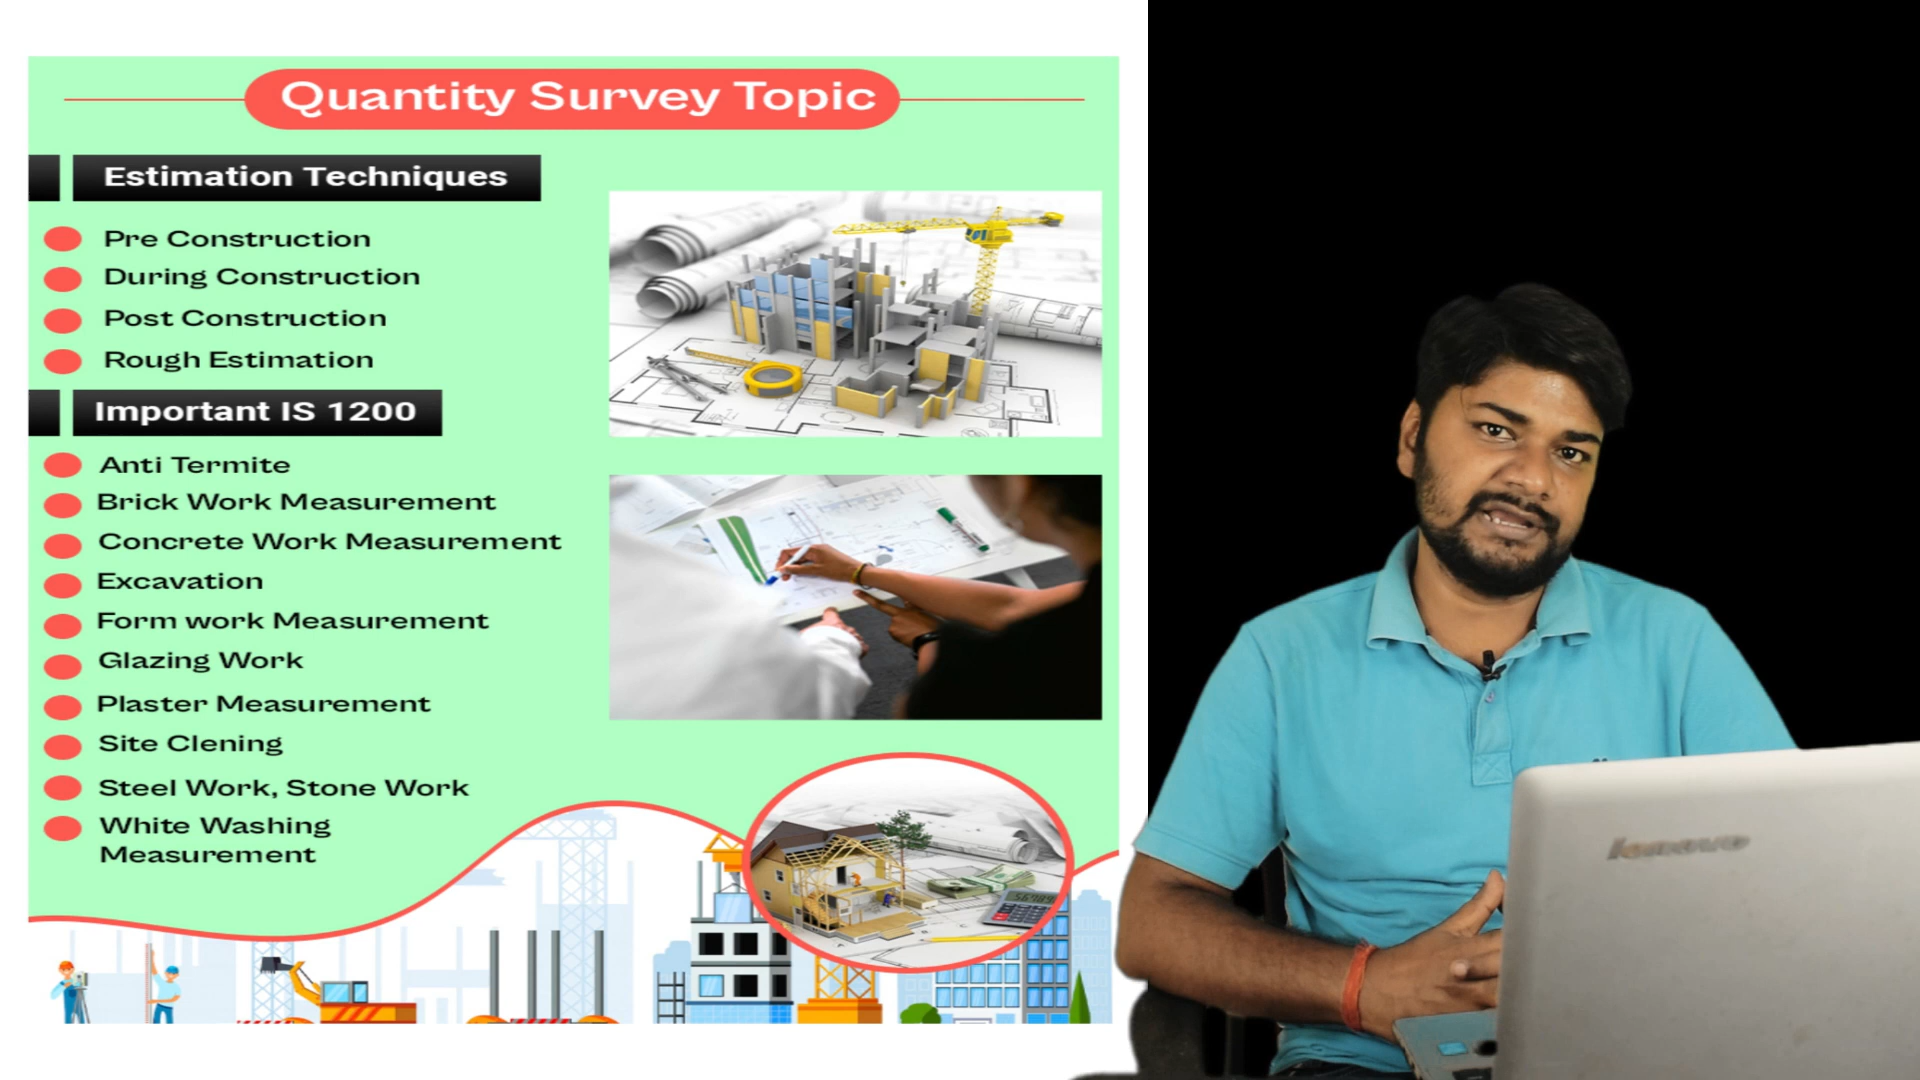 Quantity Survey Topic
Estimation Techniques
Pre Construction
During Construction
Post Construction
Rough Estimation
Important IS 1200
Anti Termite
Brick Work Measurement
Concrete Work Measurement
Excavation
Form work Measurement
Glazing Work
Plaster Measurement
Site Clening
Steel Work, Stone Work
White Washing
Measurement
lenovo